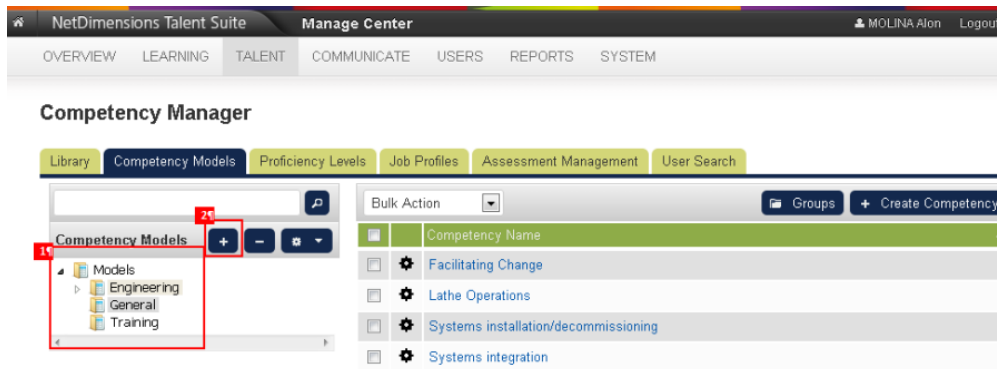 NetDimensions Talent Suite Manage Center MOLINA Alon Logout
OVERVIEW LEARNING TALENT COMMUNICATE USERS REPORTS SYSTEM
Competency Manager
Library Competency Models Proficiency Levels Job Profiles Assessment Management User Search
Bulk Action Groups + Create Competency
2¶
Competency Models + −
Competency Name
1¶
Models
Facilitating Change
Engineering
General
Lathe Operations
Training
Systems installation/decommissioning
Systems integration